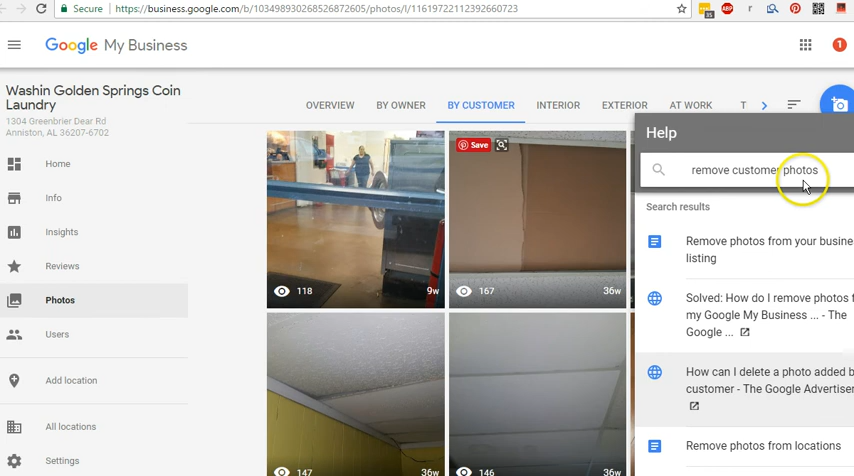 Secure
https://business.google.com/b/103498930268526872605/photos/l/11619722112392660723
35
ABP
r
Google My Business
1
Washin Golden Springs Coin
Laundry
1304 Greenbrier Dear Rd
Anniston, AL 36207-6702
OVERVIEW BY OWNER BY CUSTOMER INTERIOR EXTERIOR AT WORK T
Home
Info
Insights
Reviews
Photos
Users
Add location
All locations
Settings
118 9w
Save
167 36w
147 36w
146 36w
Help
remove customer photos
Search results
Remove photos from your busine
listing
Solved: How do I remove photos f
my Google My Business ... - The
Google ...
How can I delete a photo added b
customer - The Google Advertiser
Remove photos from locations